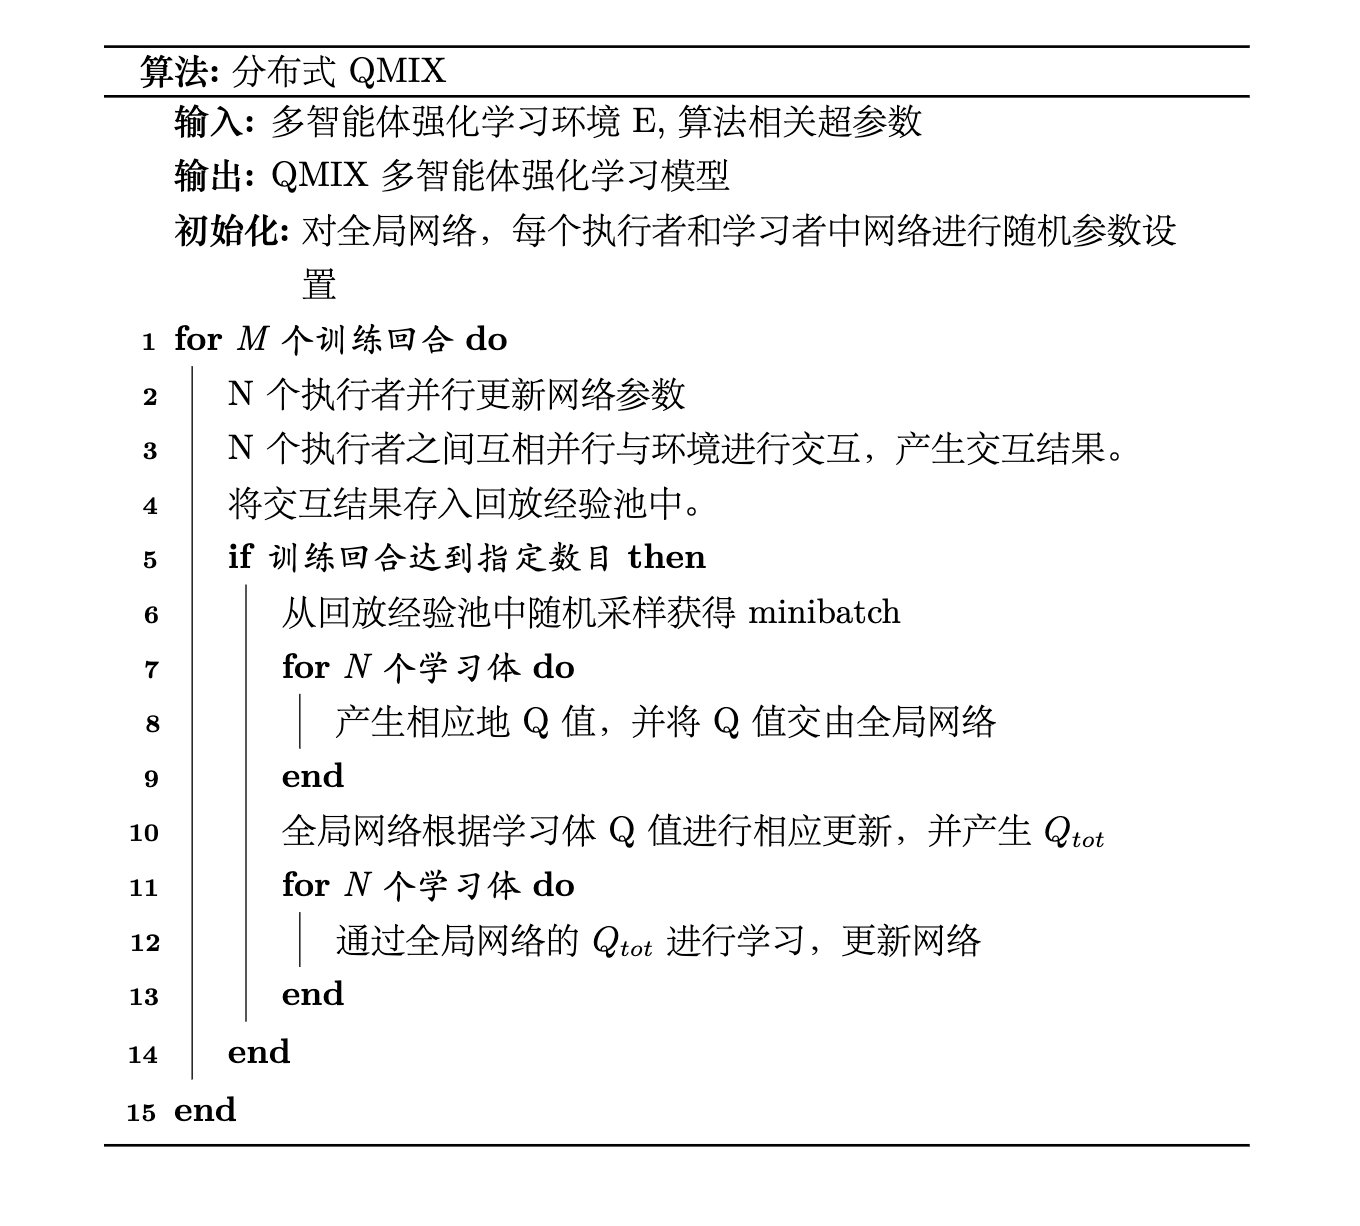 算法: 分布式 QMIX
输入: 多智能体强化学习环境 E, 算法相关超参数
输出: QMIX 多智能体强化学习模型
初始化: 对全局网络，每个执行者和学习者中网络进行随机参数设
置
1 for M 个训练回合 do
2 N 个执行者并行更新网络参数
3 N 个执行者之间互相并行与环境进行交互，产生交互结果。
4 将交互结果存入回放经验池中。
5 if 训练回合达到指定数目 then
6 从回放经验池中随机采样获得 minibatch
7 for N 个学习体 do
8 产生相应地 Q 值，并将 Q 值交由全局网络
9 end
10 全局网络根据学习体 Q 值进行相应更新，并产生 Q_{tot}
11 for N 个学习体 do
12 通过全局网络的 Q_{tot} 进行学习，更新网络
13 end
14 end
15 end